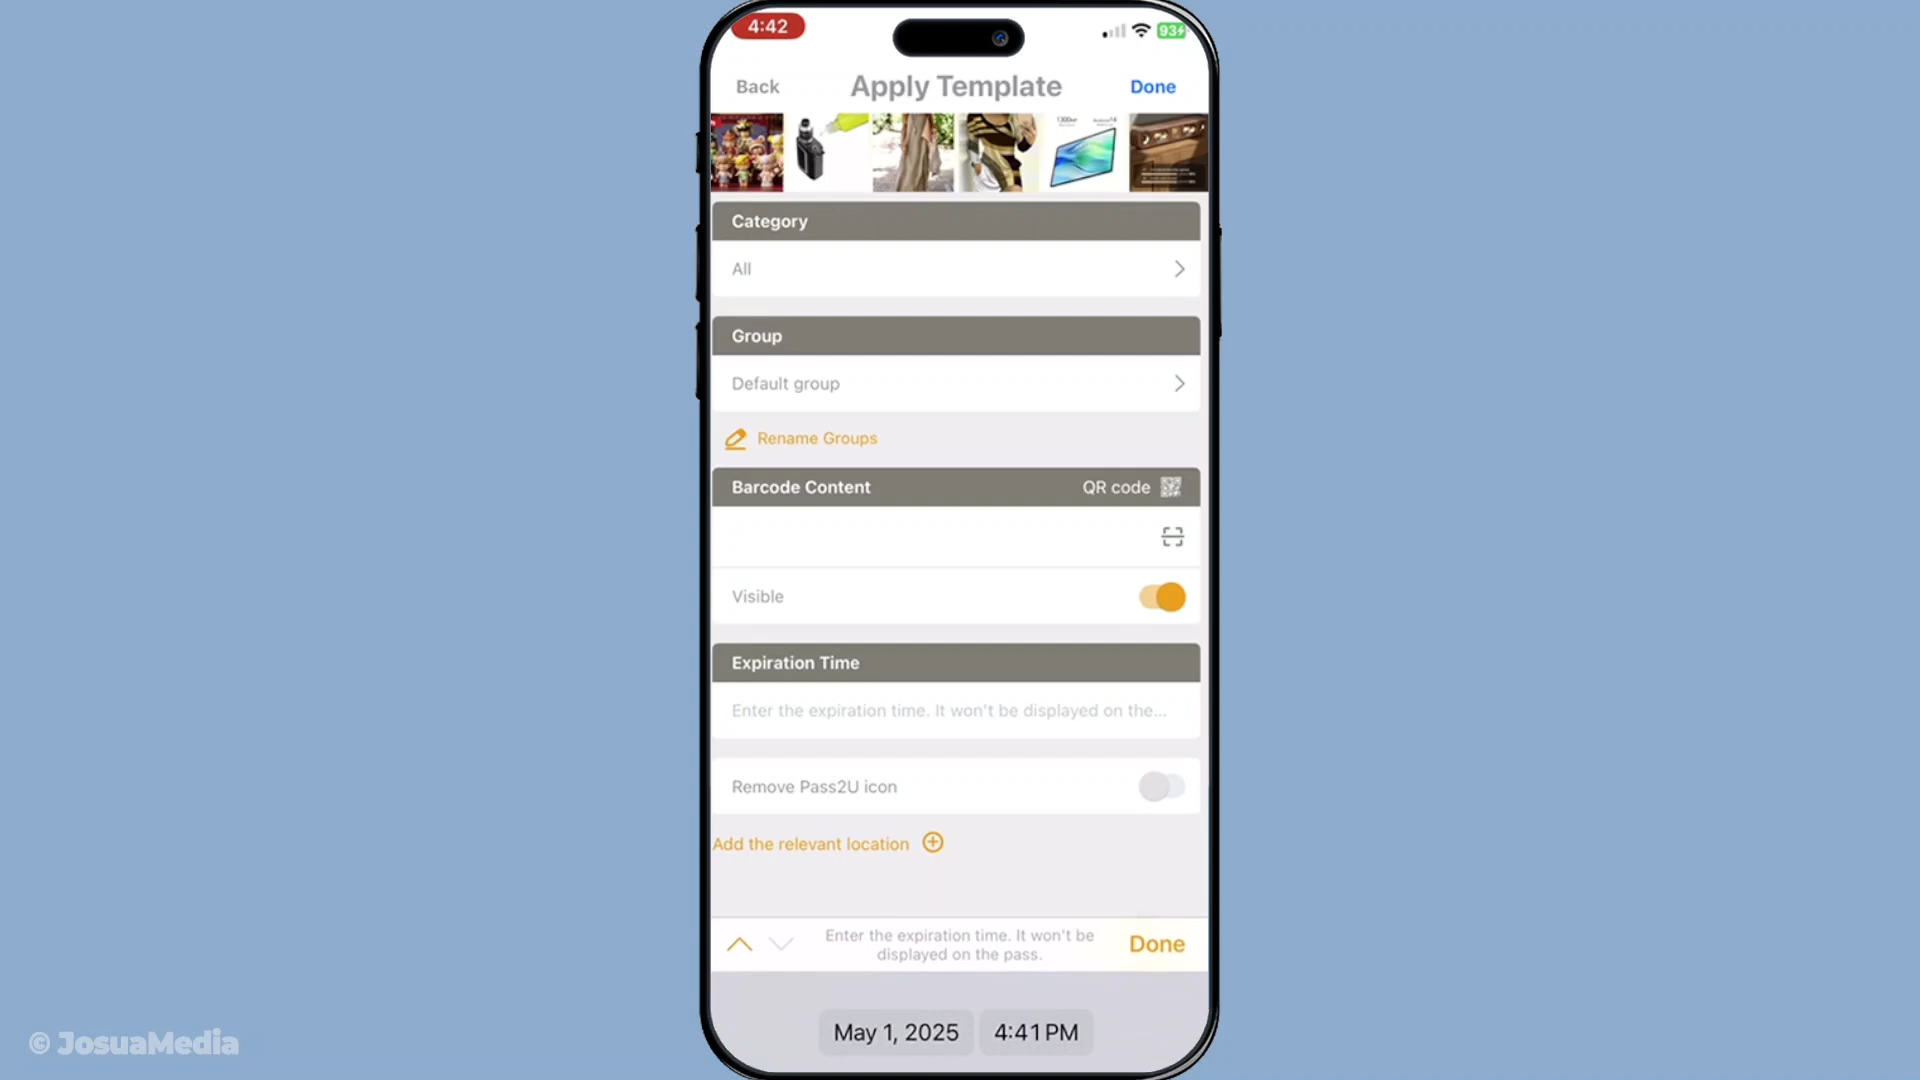 4:42
93
Back
Apply Template
Done
Category
All
Group
Default group
Rename Groups
Barcode Content
QR code
Visible
Expiration Time
Enter the expiration time. It won't be displayed on the...
Remove Pass2U icon
Add the relevant location
Enter the expiration time. It won't be
displayed on the pass.
Done
May 1, 2025
4:41 PM
© JosuaMedia